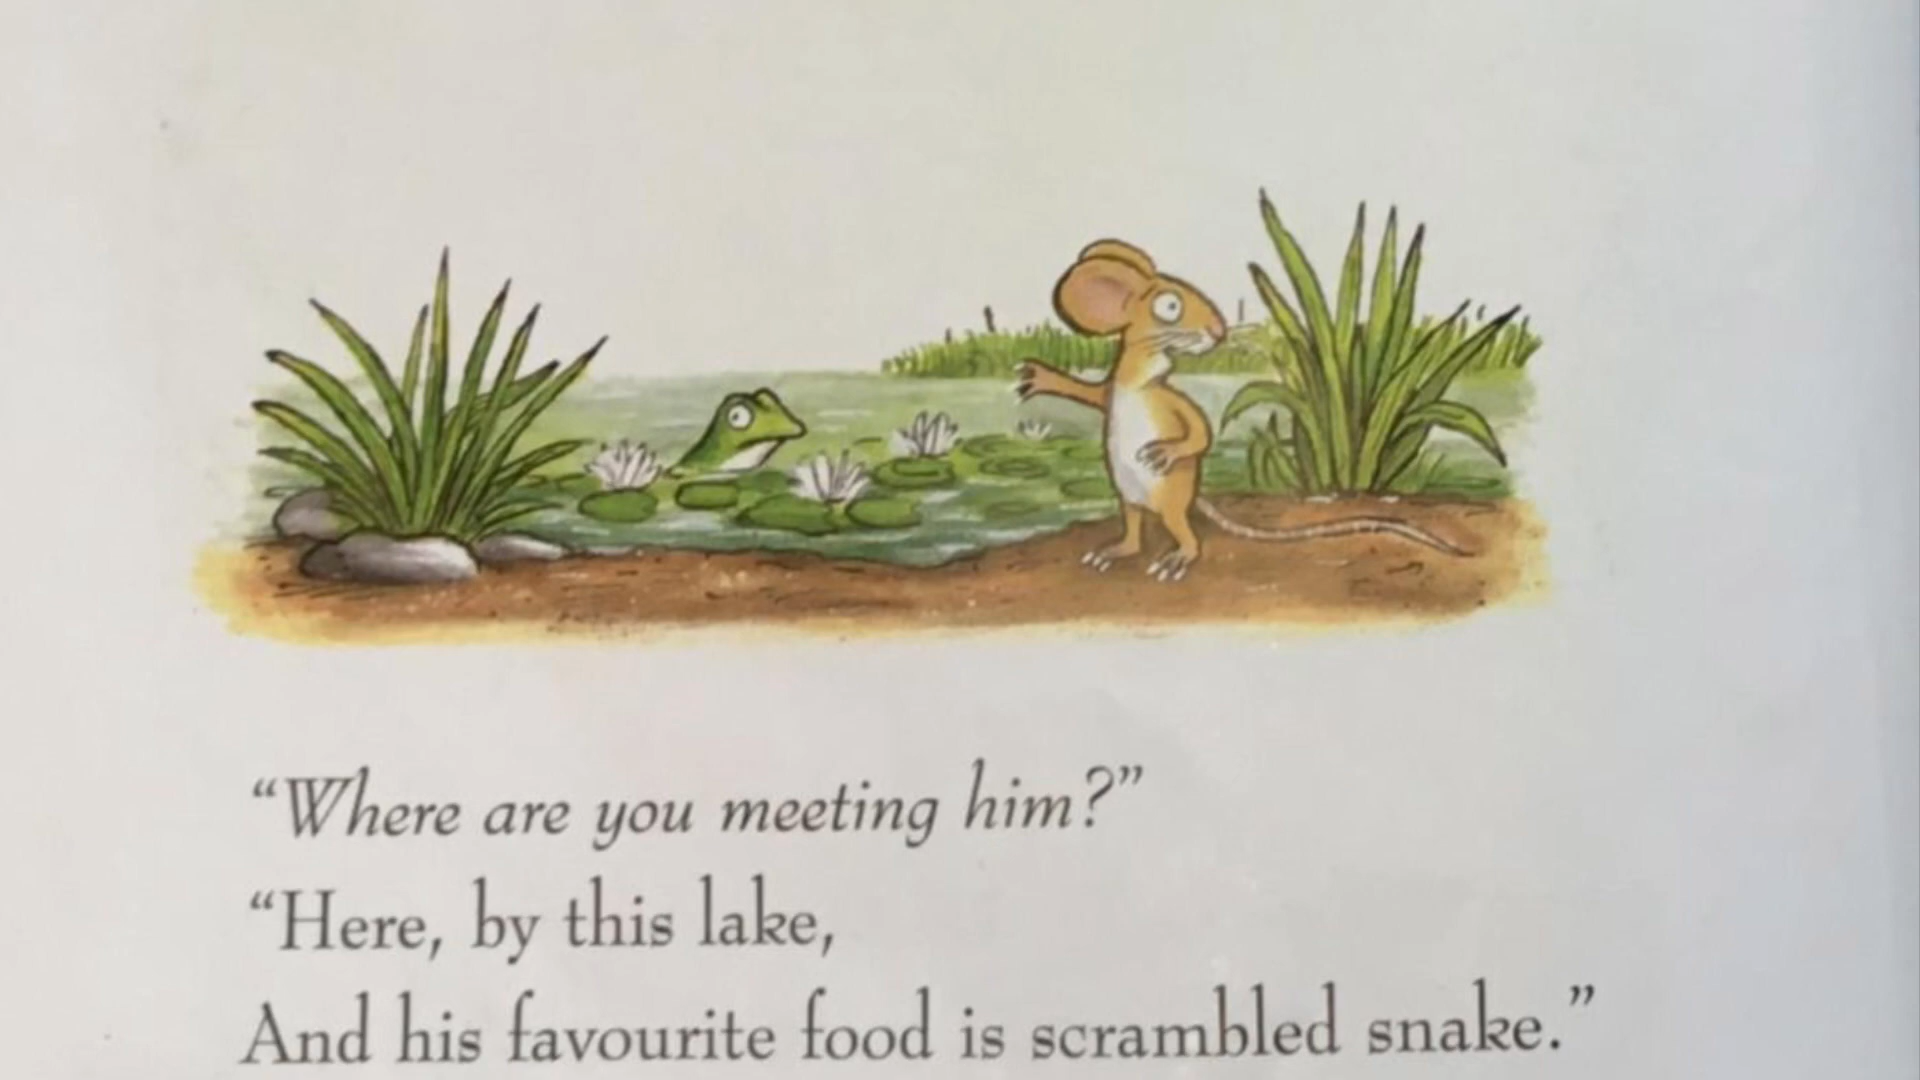 “Where are you meeting him?”
“Here, by this lake,
And his favourite food is scrambled snake.”